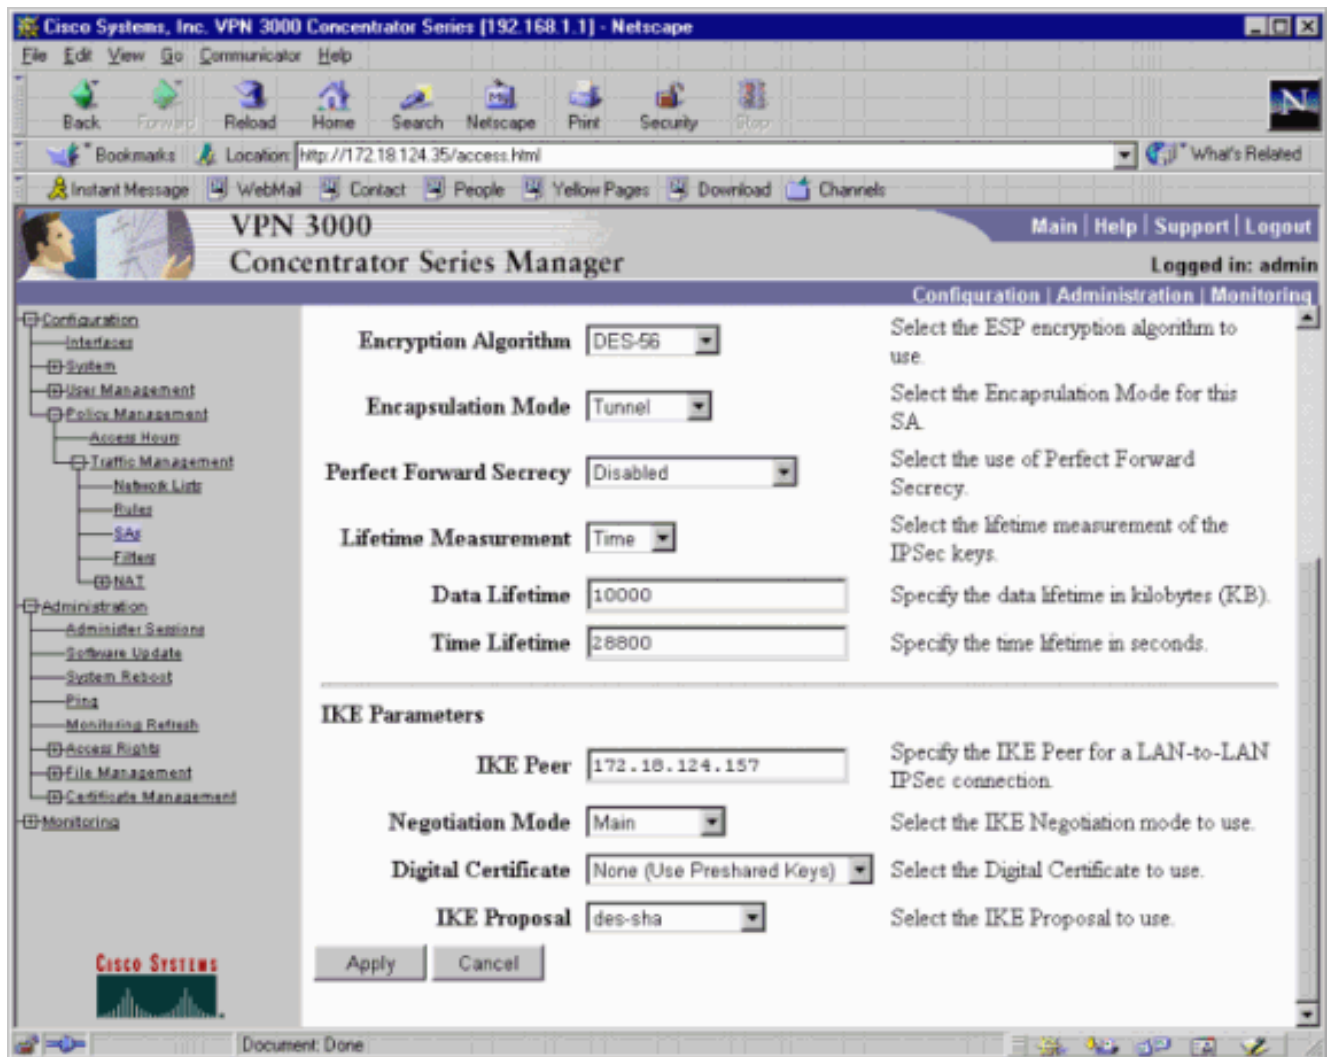 Cisco Systems, Inc. VPN 3000 Concentrator Series [192.168.1.1] - Netscape
File Edit View Go Communicator Help
Back Forward Reload Home Search Netscape Print Security Stop
Bookmarks Location: http://172.18.124.35/access.html What's Related
Instant Message WebMail Contact People Yellow Pages Download Channels
VPN 3000
Concentrator Series Manager
Main | Help | Support | Logout
Logged in: admin
Configuration | Administration | Monitoring
Configuration
Interfaces
System
User Management
Policy Management
Access Hours
Traffic Management
Network Lists
Rules
SAs
Filters
NAT
Administration
Administer Sessions
Software Update
System Reboot
Ping
Monitoring Refresh
Access Rights
File Management
Certificate Management
Monitoring
CISCO SYSTEMS
Encryption Algorithm DES-56 Select the ESP encryption algorithm to
use.
Encapsulation Mode Tunnel Select the Encapsulation Mode for this
SA.
Perfect Forward Secrecy Disabled Select the use of Perfect Forward
Secrecy.
Lifetime Measurement Time Select the lifetime measurement of the
IPSec keys.
Data Lifetime 10000 Specify the data lifetime in kilobytes (KB).
Time Lifetime 28800 Specify the time lifetime in seconds.
IKE Parameters
IKE Peer 172.18.124.157 Specify the IKE Peer for a LAN-to-LAN
IPSec connection.
Negotiation Mode Main Select the IKE Negotiation mode to use.
Digital Certificate None (Use Preshared Keys) Select the Digital Certificate to use.
IKE Proposal des-sha Select the IKE Proposal to use.
Apply Cancel
Document: Done